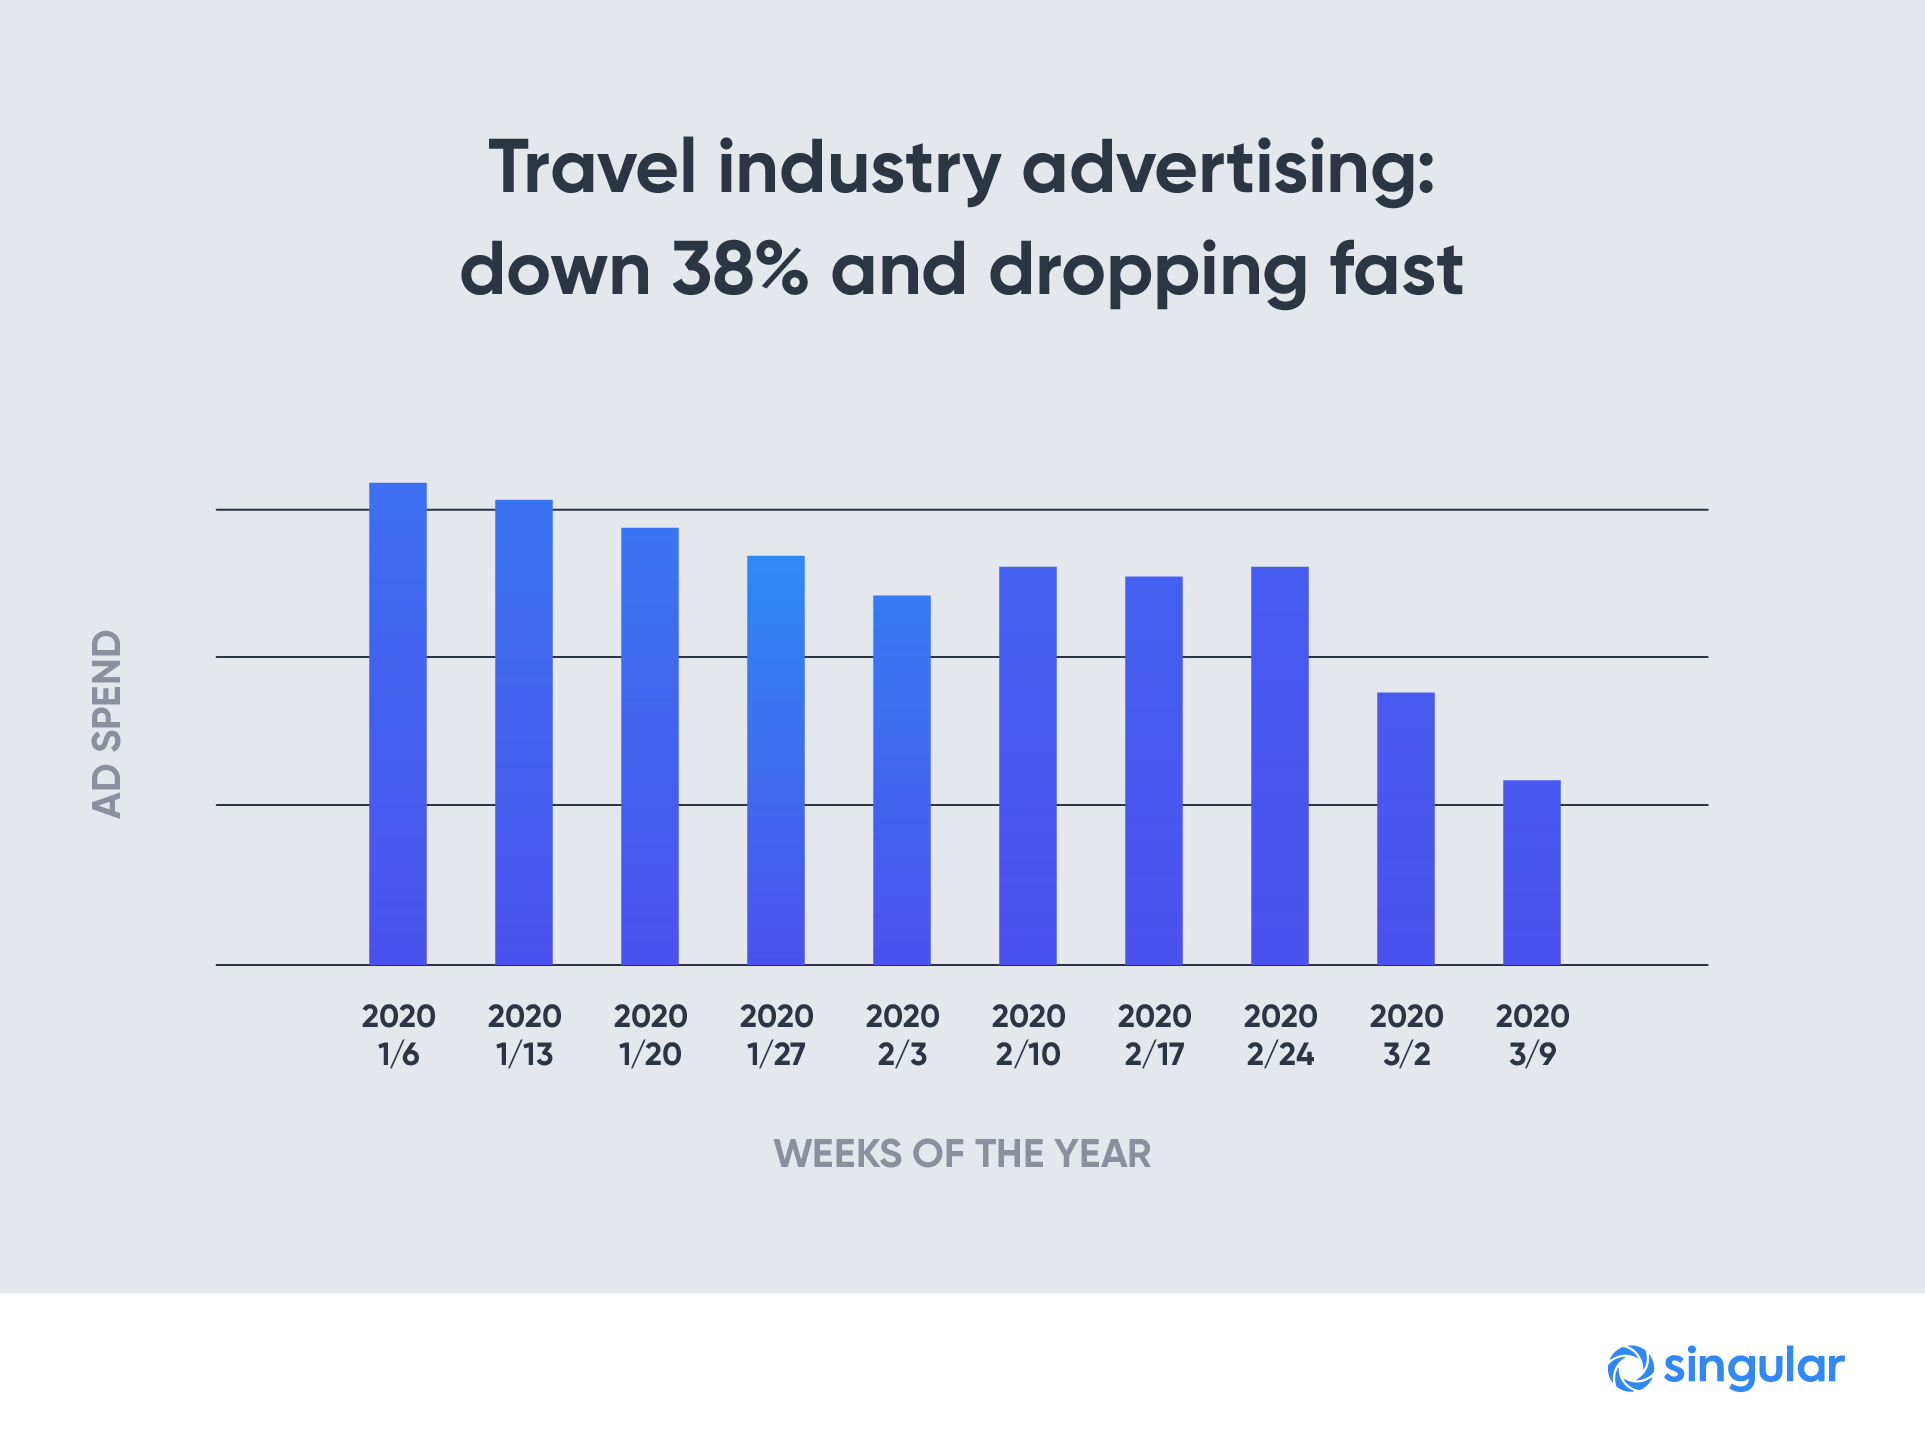 Travel industry advertising:
down 38% and dropping fast
AD SPEND
2020 2020 2020 2020 2020 2020 2020 2020 2020 2020
1/6 1/13 1/20 1/27 2/3 2/10 2/17 2/24 3/2 3/9
WEEKS OF THE YEAR
singular